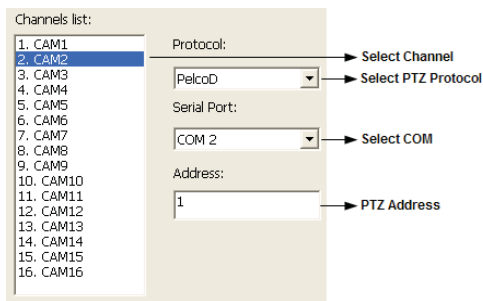 Channels list:
1. CAM1
2. CAM2
3. CAM3
4. CAM4
5. CAM5
6. CAM6
7. CAM7
8. CAM8
9. CAM9
10. CAM10
11. CAM11
12. CAM12
13. CAM13
14. CAM14
15. CAM15
16. CAM16
Protocol:
PelcoD
Serial Port:
COM 2
Address:
1
Select Channel
Select PTZ Protocol
Select COM
PTZ Address